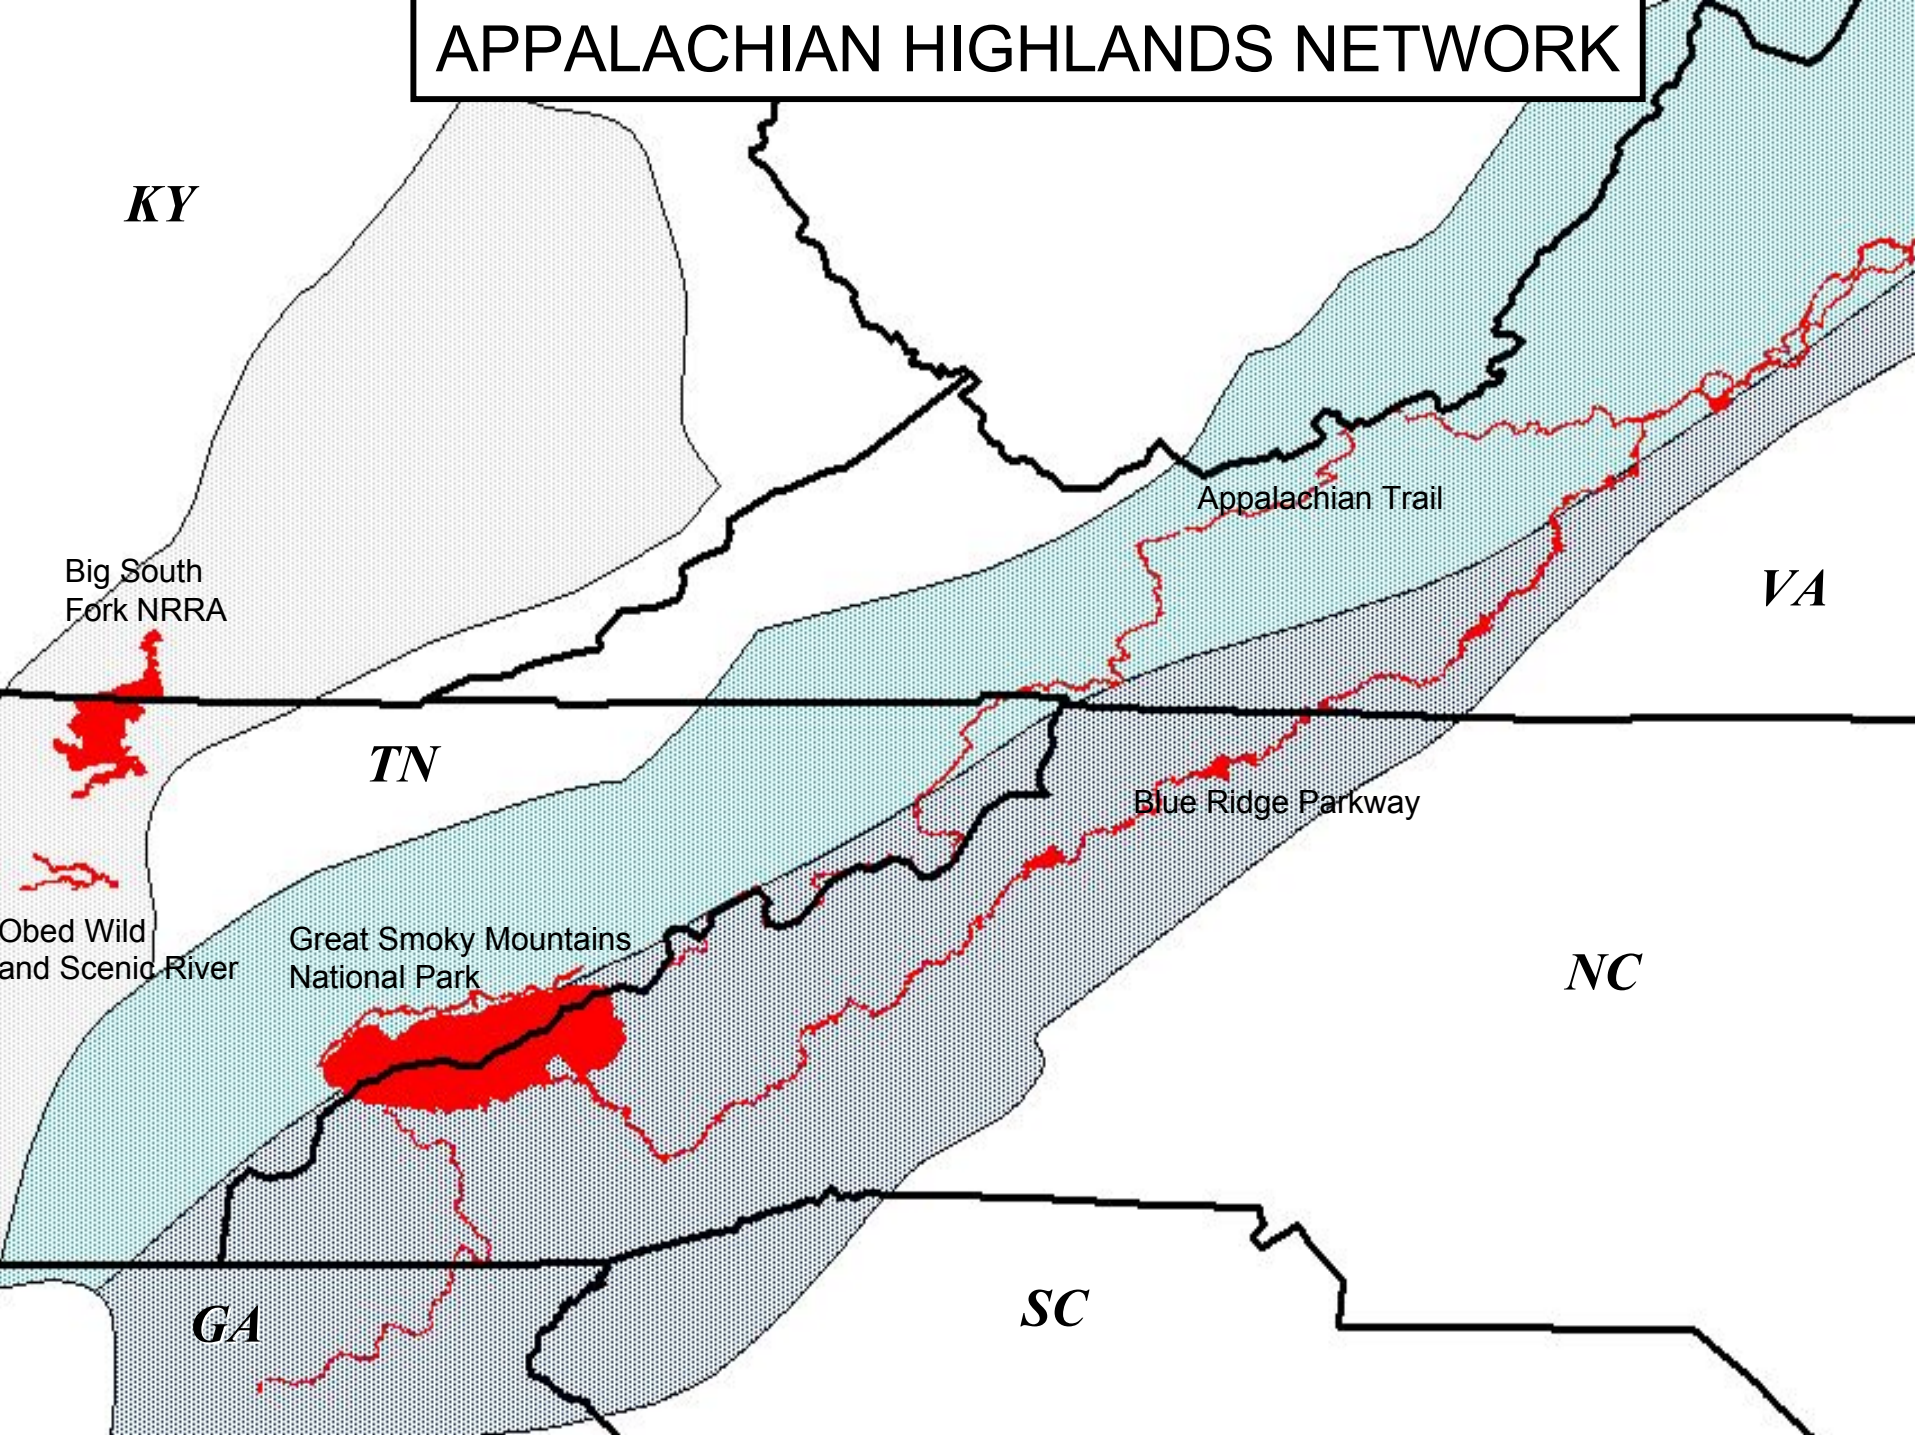 APPALACHIAN HIGHLANDS NETWORK
KY
Appalachian Trail
Big South
Fork NRRA
VA
TN
Blue Ridge Parkway
Obed Wild
and Scenic River
Great Smoky Mountains
National Park
NC
GA
SC